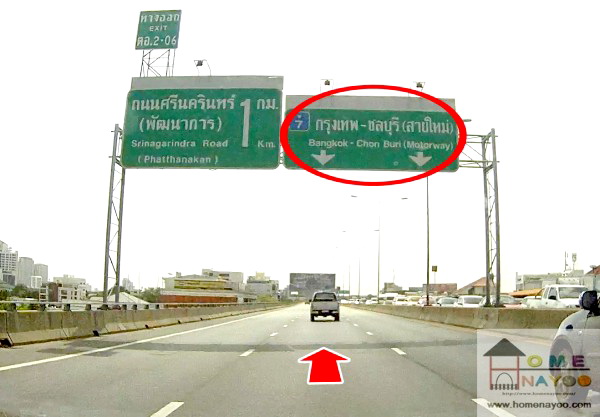 ทางออก
EXIT
ตอ.2-06
ถนนศรีนครินทร์
(พัฒนาการ)
1 กม.
Km.
Srinagarindra Road
(Phatthanakan)
7 กรุงเทพ-ชลบุรี(สายใหม่)
Bangkok - Chon Buri (Motorway)
HOME
NAYOO
www.homenayoo.com